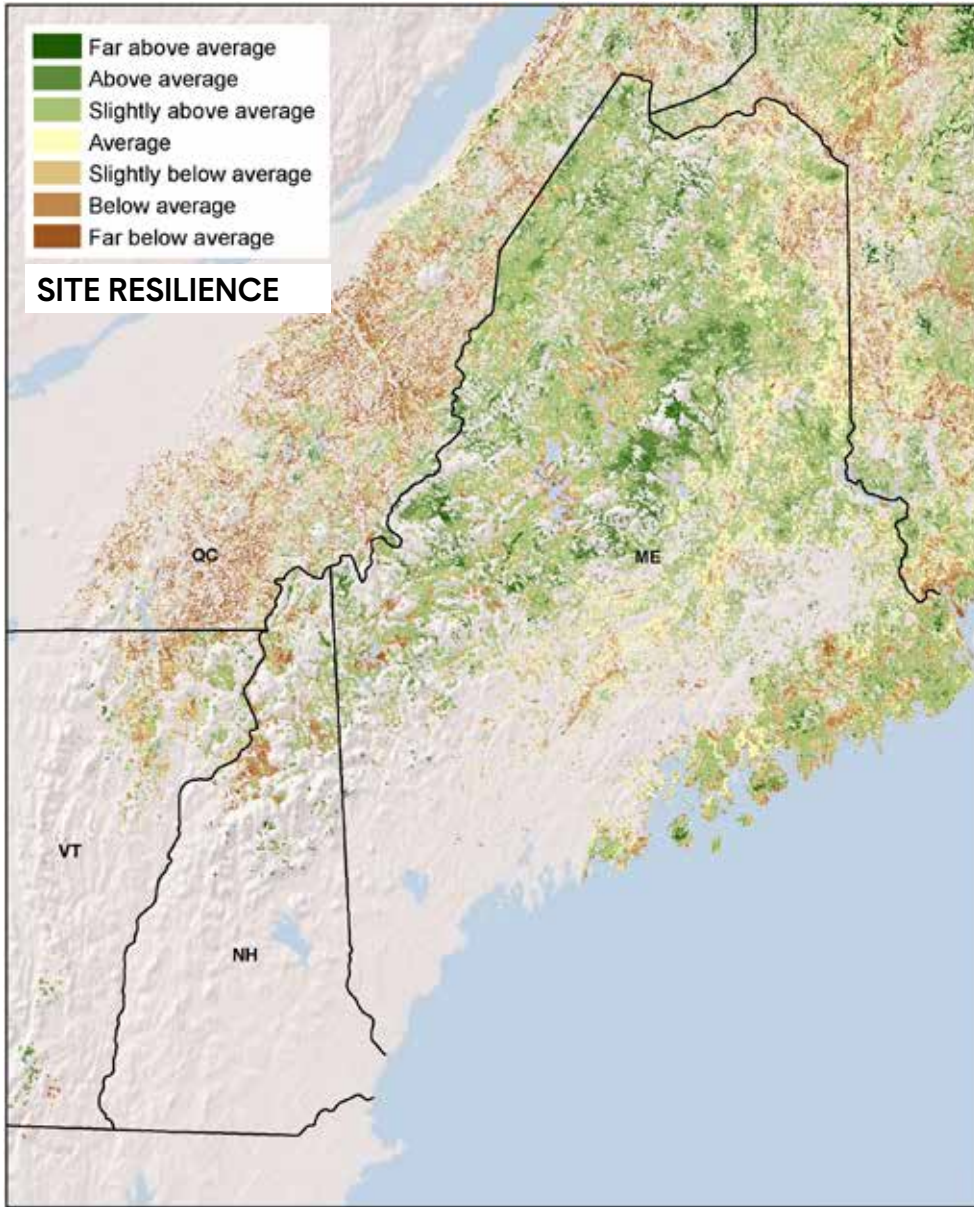 Far above average
Above average
Slightly above average
Average
Slightly below average
Below average
Far below average
SITE RESILIENCE
QC
ME
VT
NH